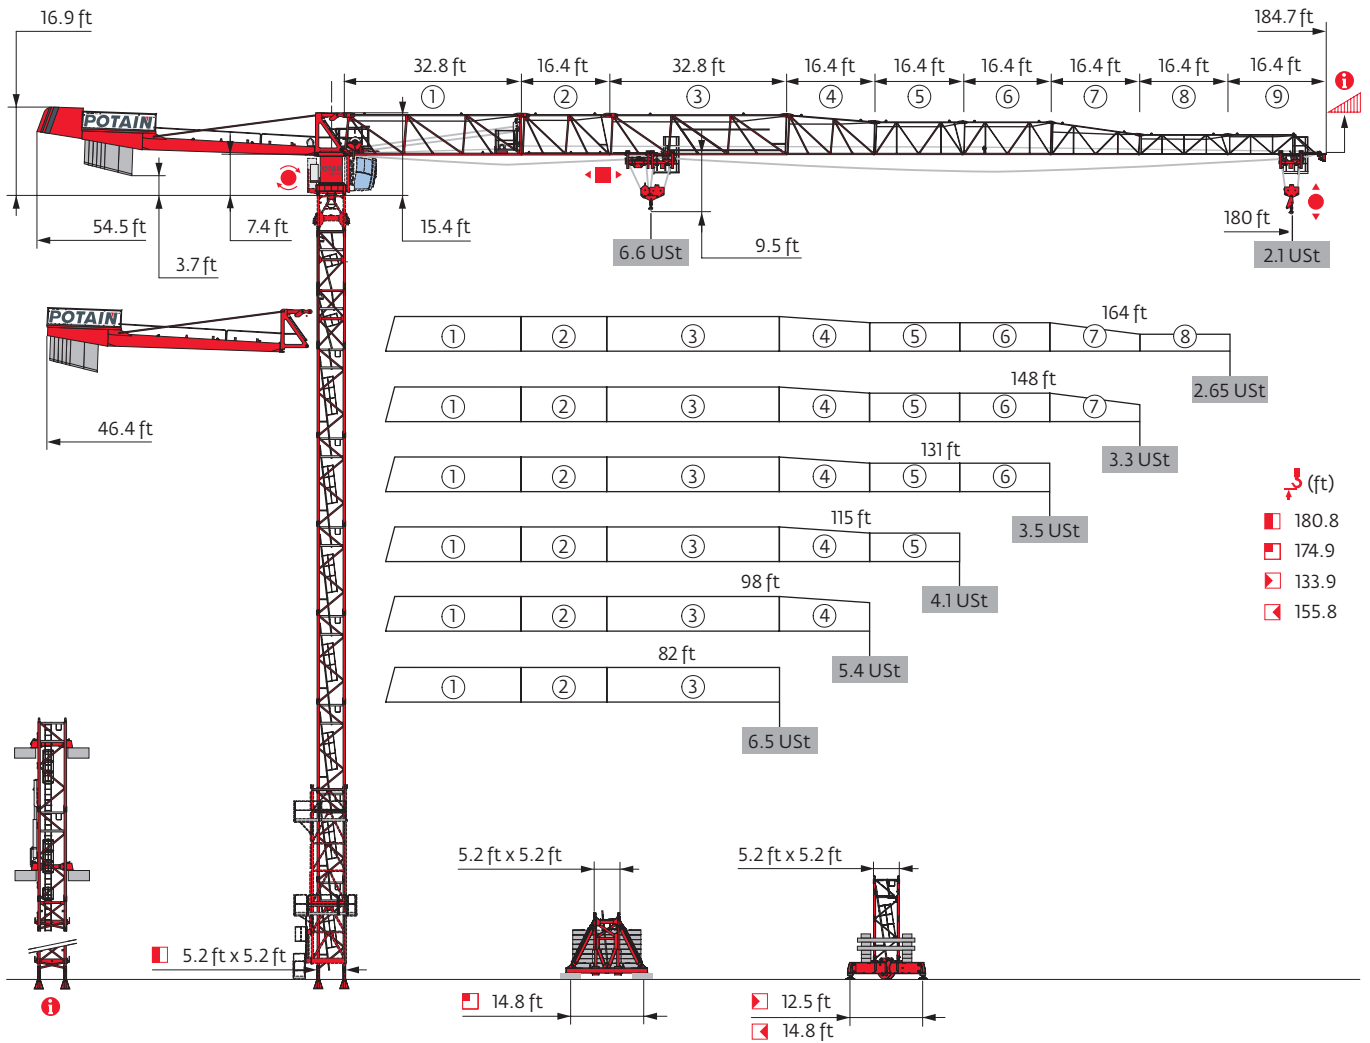 16.9 ft
184.7 ft
32.8 ft 16.4 ft 32.8 ft 16.4 ft 16.4 ft 16.4 ft 16.4 ft 16.4 ft 16.4 ft
① ② ③ ④ ⑤ ⑥ ⑦ ⑧ ⑨
i
POTAIN
54.5 ft
7.4 ft
15.4 ft
3.7 ft
6.6 USt
9.5 ft
180 ft
2.1 USt
POTAIN
46.4 ft
164 ft
① ② ③ ④ ⑤ ⑥ ⑦ ⑧
2.65 USt
148 ft
① ② ③ ④ ⑤ ⑥ ⑦
3.3 USt
131 ft
① ② ③ ④ ⑤ ⑥
3.5 USt
115 ft
① ② ③ ④ ⑤
4.1 USt
98 ft
① ② ③ ④
5.4 USt
82 ft
① ② ③
6.5 USt
(ft)
180.8
174.9
133.9
155.8
5.2 ft x 5.2 ft
i
5.2 ft x 5.2 ft
14.8 ft
5.2 ft x 5.2 ft
12.5 ft
14.8 ft